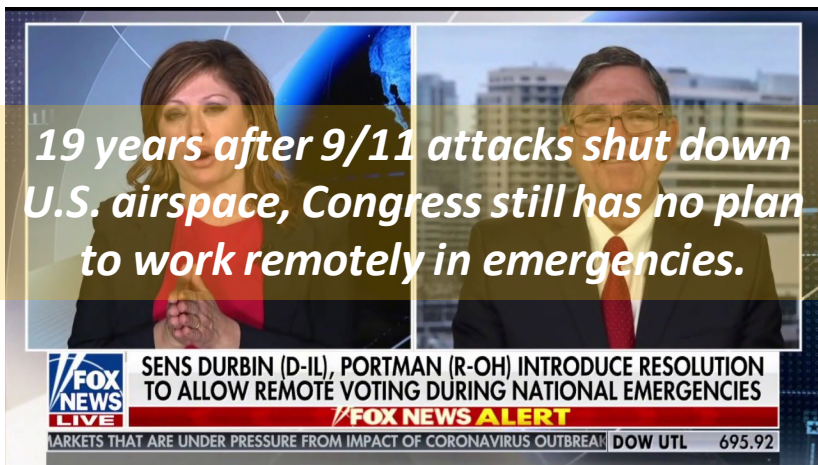 19 years after 9/11 attacks shut down
U.S. airspace, Congress still has no plan
to work remotely in emergencies.
SENS DURBIN (D-IL), PORTMAN (R-OH) INTRODUCE RESOLUTION
TO ALLOW REMOTE VOTING DURING NATIONAL EMERGENCIES
FOX
NEWS
LIVE
FOX NEWS ALERT
MARKETS THAT ARE UNDER PRESSURE FROM IMPACT OF CORONAVIRUS OUTBREAK DOW UTL 695.92